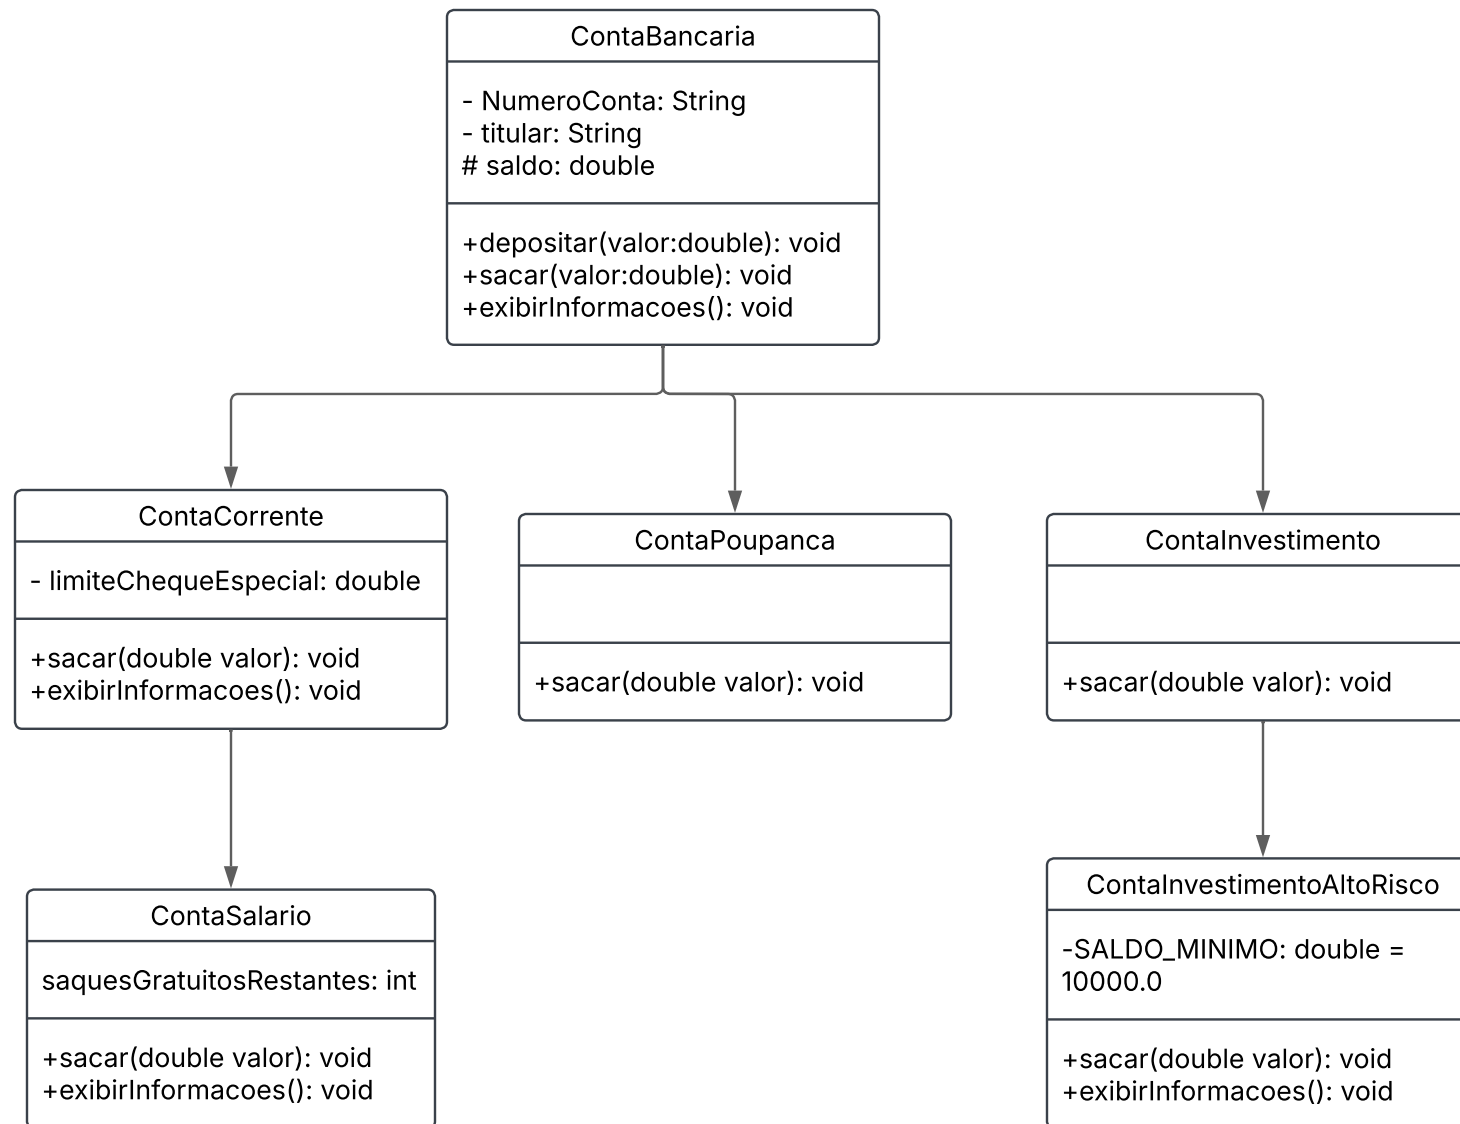 ContaBancaria
- NumeroConta: String
- titular: String
# saldo: double
+depositar(valor:double): void
+sacar(valor:double): void
+exibirInformacoes(): void
ContaCorrente
- limiteChequeEspecial: double
+sacar(double valor): void
+exibirInformacoes(): void
ContaPoupanca
+sacar(double valor): void
ContaInvestimento
+sacar(double valor): void
ContaSalario
saquesGratuitosRestantes: int
+sacar(double valor): void
+exibirInformacoes(): void
ContaInvestimentoAltoRisco
-SALDO_MINIMO: double =
10000.0
+sacar(double valor): void
+exibirInformacoes(): void